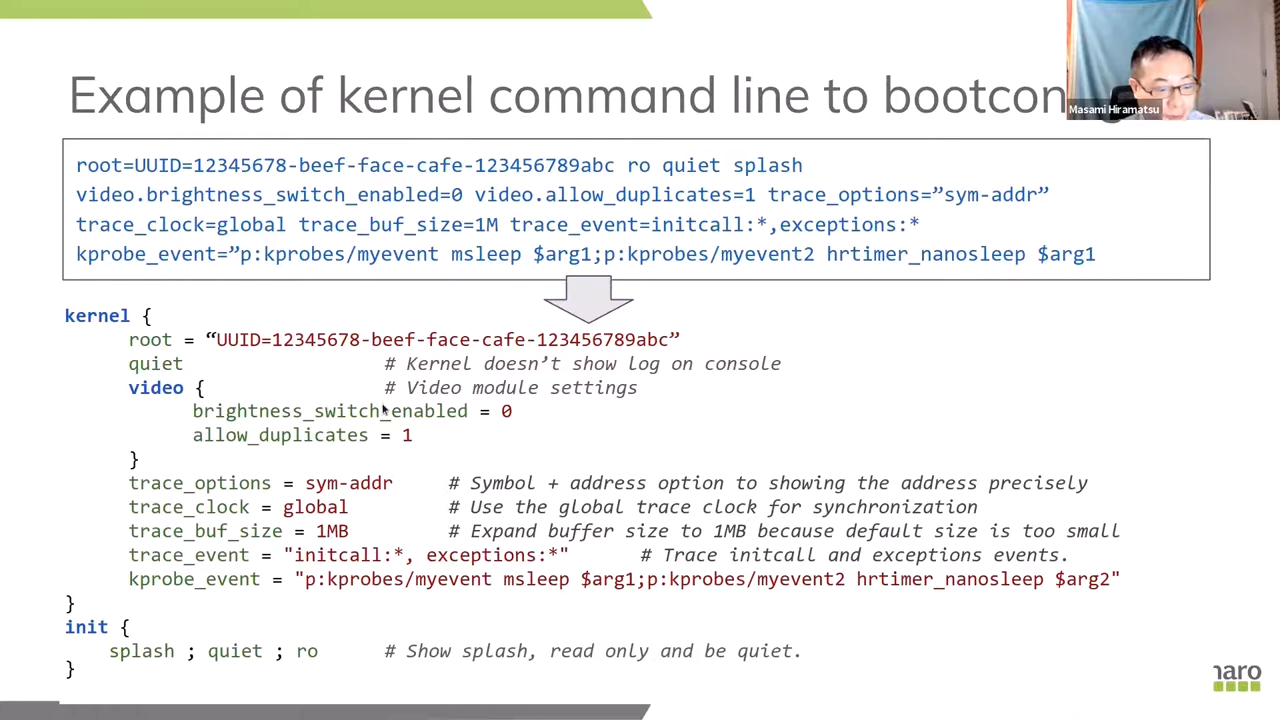 Example of kernel command line to bootcon
Masami Hiramatsu
root=UUID=12345678-beef-face-cafe-123456789abc ro quiet splash
video.brightness_switch_enabled=0 video.allow_duplicates=1 trace_options=”sym-addr”
trace_clock=global trace_buf_size=1M trace_event=initcall:*,exceptions:*
kprobe_event=”p:kprobes/myevent msleep $arg1;p:kprobes/myevent2 hrtimer_nanosleep $arg1
kernel {
root = “UUID=12345678-beef-face-cafe-123456789abc”
quiet # Kernel doesn’t show log on console
video { # Video module settings
brightness_switch_enabled = 0
allow_duplicates = 1
}
trace_options = sym-addr # Symbol + address option to showing the address precisely
trace_clock = global # Use the global trace clock for synchronization
trace_buf_size = 1MB # Expand buffer size to 1MB because default size is too small
trace_event = "initcall:*, exceptions:*" # Trace initcall and exceptions events.
kprobe_event = "p:kprobes/myevent msleep $arg1;p:kprobes/myevent2 hrtimer_nanosleep $arg2"
}
init {
splash ; quiet ; ro # Show splash, read only and be quiet.
}